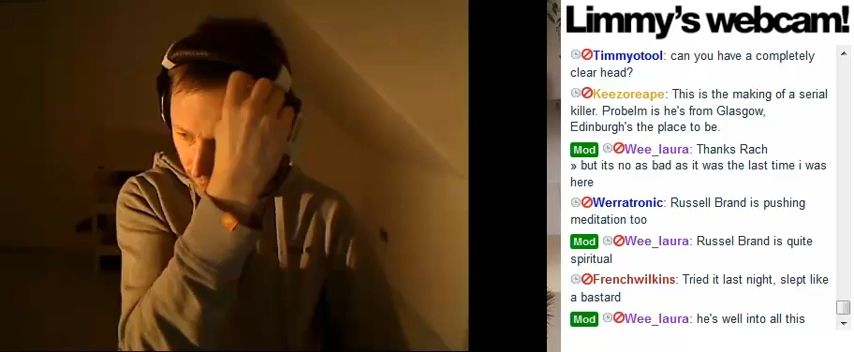 Limmy's webcam!
Timmyotool: can you have a completely
clear head?
Keezoreape: This is the making of a serial
killer. Probelm is he's from Glasgow,
Edinburgh's the place to be.
Mod Wee_laura: Thanks Rach
» but its no as bad as it was the last time i was
here
Werratronic: Russell Brand is pushing
meditation too
Mod Wee_laura: Russel Brand is quite
spiritual
Frenchwilkins: Tried it last night, slept like
a bastard
Mod Wee_laura: he's well into all this